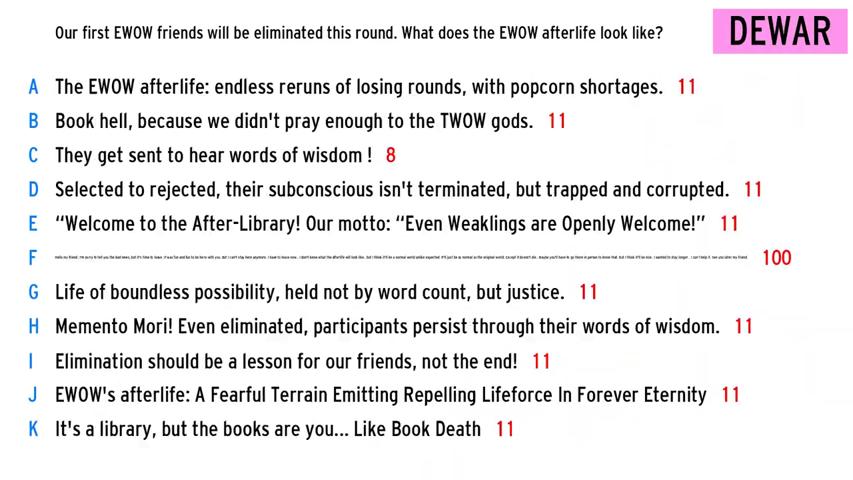 Our first EWOW friends will be eliminated this round. What does the EWOW afterlife look like?
DEWAR
A The EWOW afterlife: endless reruns of losing rounds, with popcorn shortages. 11
B Book hell, because we didn't pray enough to the TWOW gods. 11
C They get sent to hear words of wisdom ! 8
D Selected to rejected, their subconscious isn't terminated, but trapped and corrupted. 11
E “Welcome to the After-Library! Our motto: “Even Weaklings are Openly Welcome!” 11
F 100
G Life of boundless possibility, held not by word count, but justice. 11
H Memento Mori! Even eliminated, participants persist through their words of wisdom. 11
I Elimination should be a lesson for our friends, not the end! 11
J EWOW's afterlife: A Fearful Terrain Emitting Repelling Lifeforce In Forever Eternity 11
K It's a library, but the books are you... Like Book Death 11